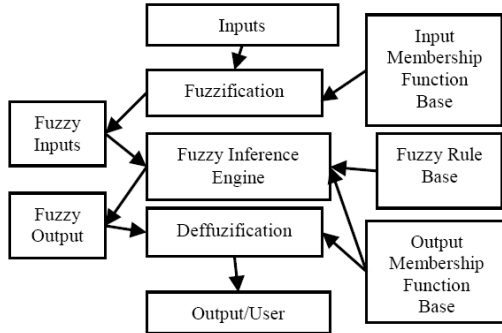 Inputs
Input
Membership
Function
Base
Fuzzification
Fuzzy
Inputs
Fuzzy Inference
Engine
Fuzzy Rule
Base
Fuzzy
Output
Deffuzification
Output
Membership
Function
Base
Output/User